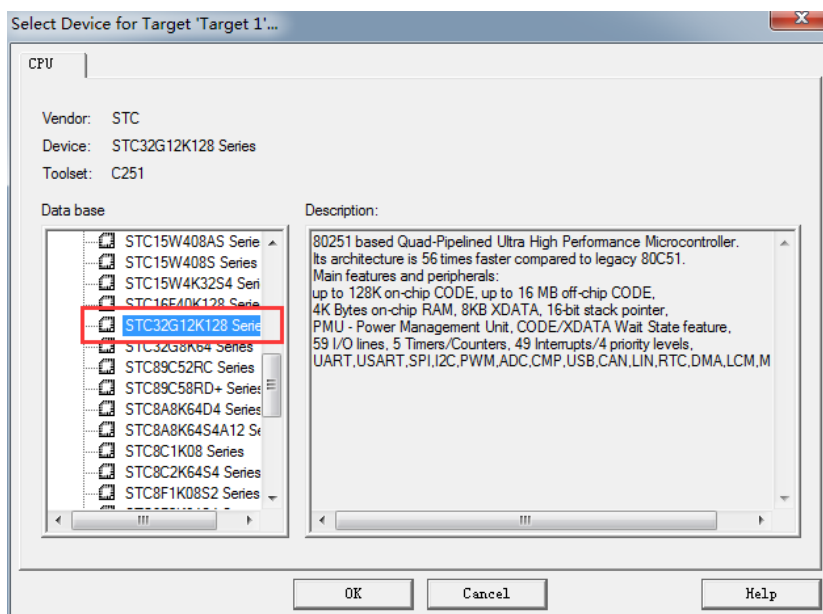 Select Device for Target 'Target 1'...
CPU
Vendor: STC
Device: STC32G12K128 Series
Toolset: C251
Data base
Description:
STC15W408AS Serie
STC15W408S Series
STC15W4K32S4 Seri
STC16F40K128 Serie
STC32G12K128 Serie
STC32G8K64 Series
STC89C52RC Series
STC89C58RD+ Series
STC8A8K64D4 Series
STC8A8K64S4A12 Se
STC8C1K08 Series
STC8C2K64S4 Series
STC8F1K08S2 Series
80251 based Quad-Pipelined Ultra High Performance Microcontroller.
Its architecture is 56 times faster compared to legacy 80C51.
Main features and peripherals:
up to 128K on-chip CODE, up to 16 MB off-chip CODE,
4K Bytes on-chip RAM, 8KB XDATA, 16-bit stack pointer,
PMU - Power Management Unit, CODE/XDATA Wait State feature,
59 I/O lines, 5 Timers/Counters, 49 Interrupts/4 priority levels,
UART,USART,SPI,I2C,PWM,ADC,CMP,USB,CAN,LIN,RTC,DMA,LCM,M
OK
Cancel
Help